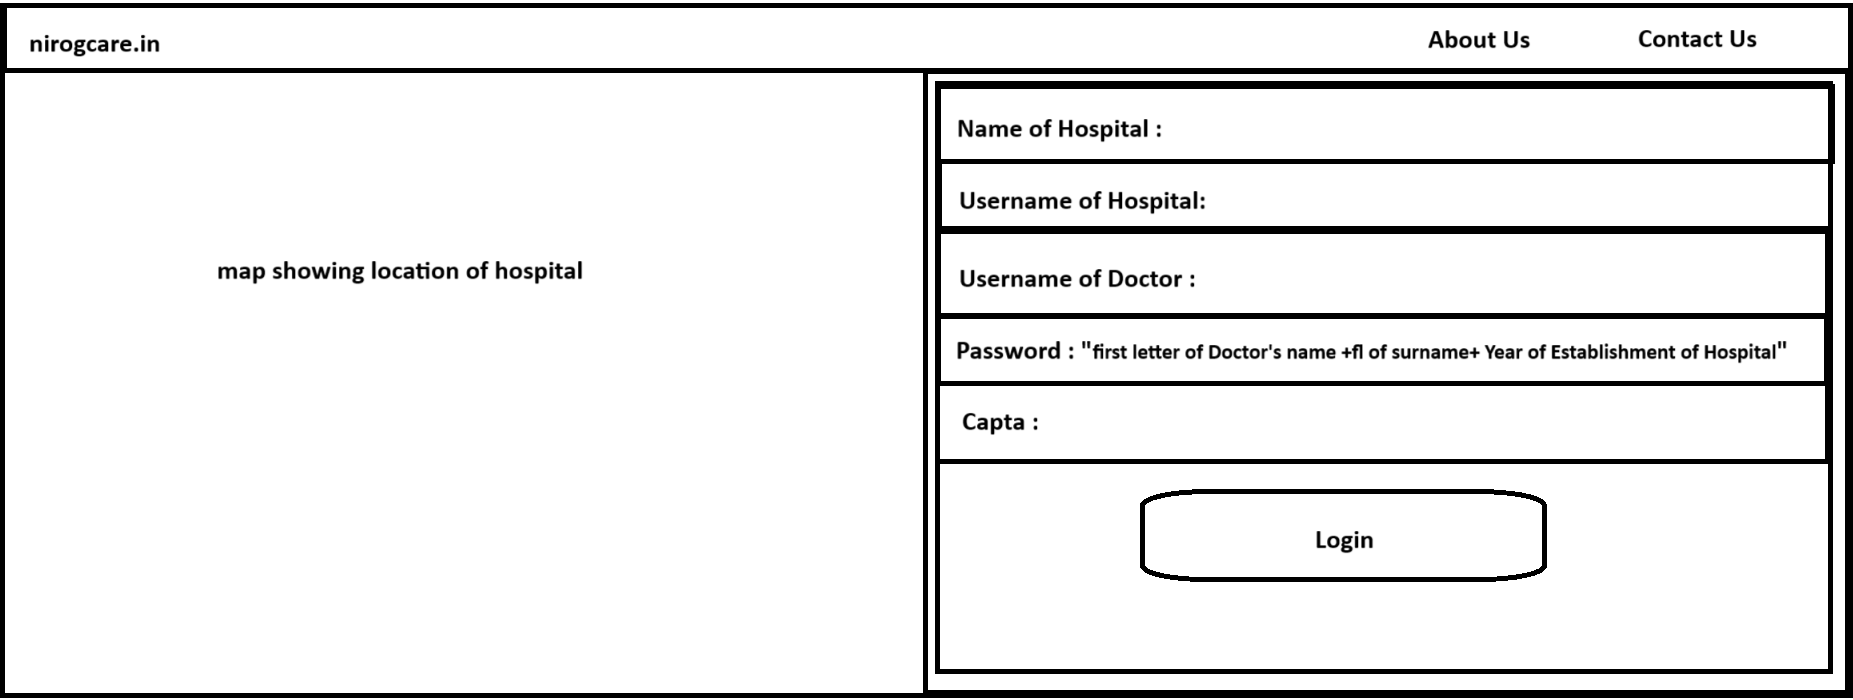 nirogcare.in
About Us
Contact Us
map showing location of hospital
Name of Hospital :
Username of Hospital:
Username of Doctor :
Password : "first letter of Doctor's name +fl of surname+ Year of Establishment of Hospital"
Capta :
Login